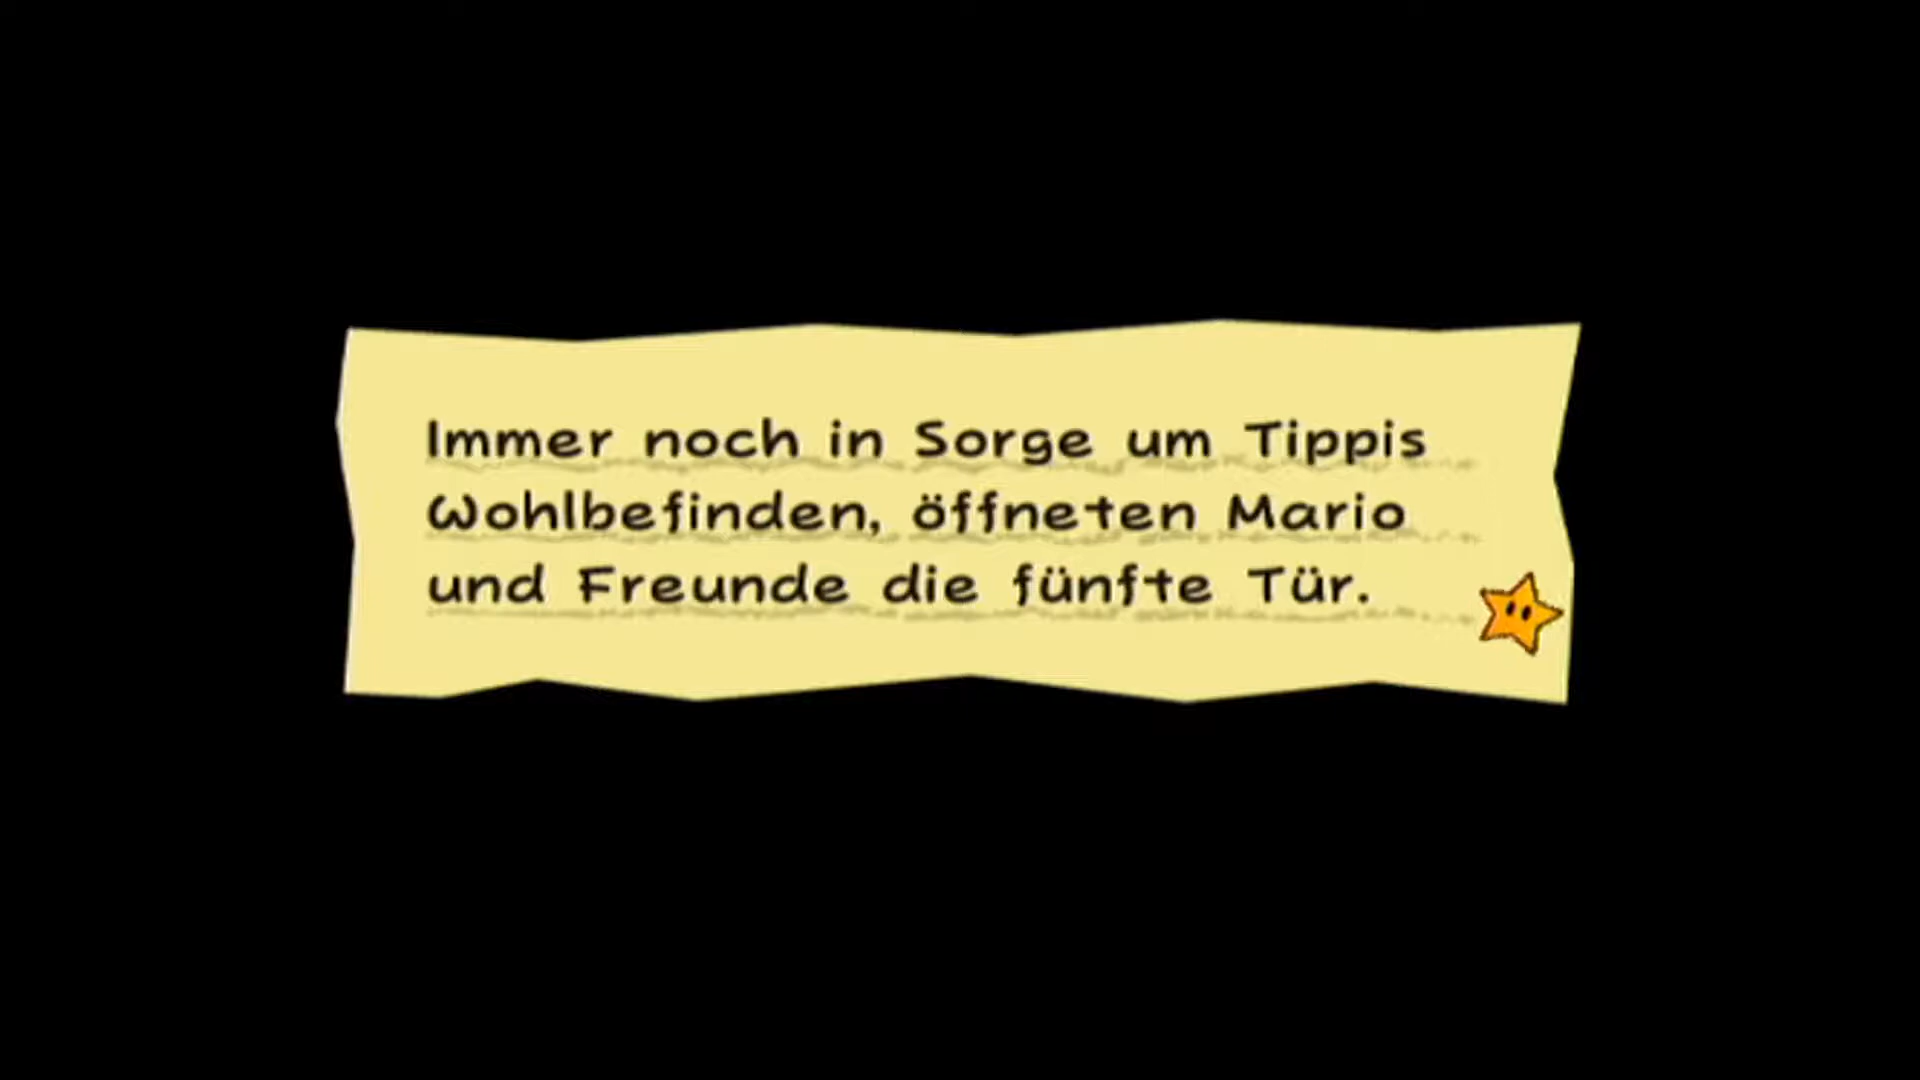 Immer noch in Sorge um Tippis
Wohlbefinden, öffneten Mario
und Freunde die fünfte Tür.